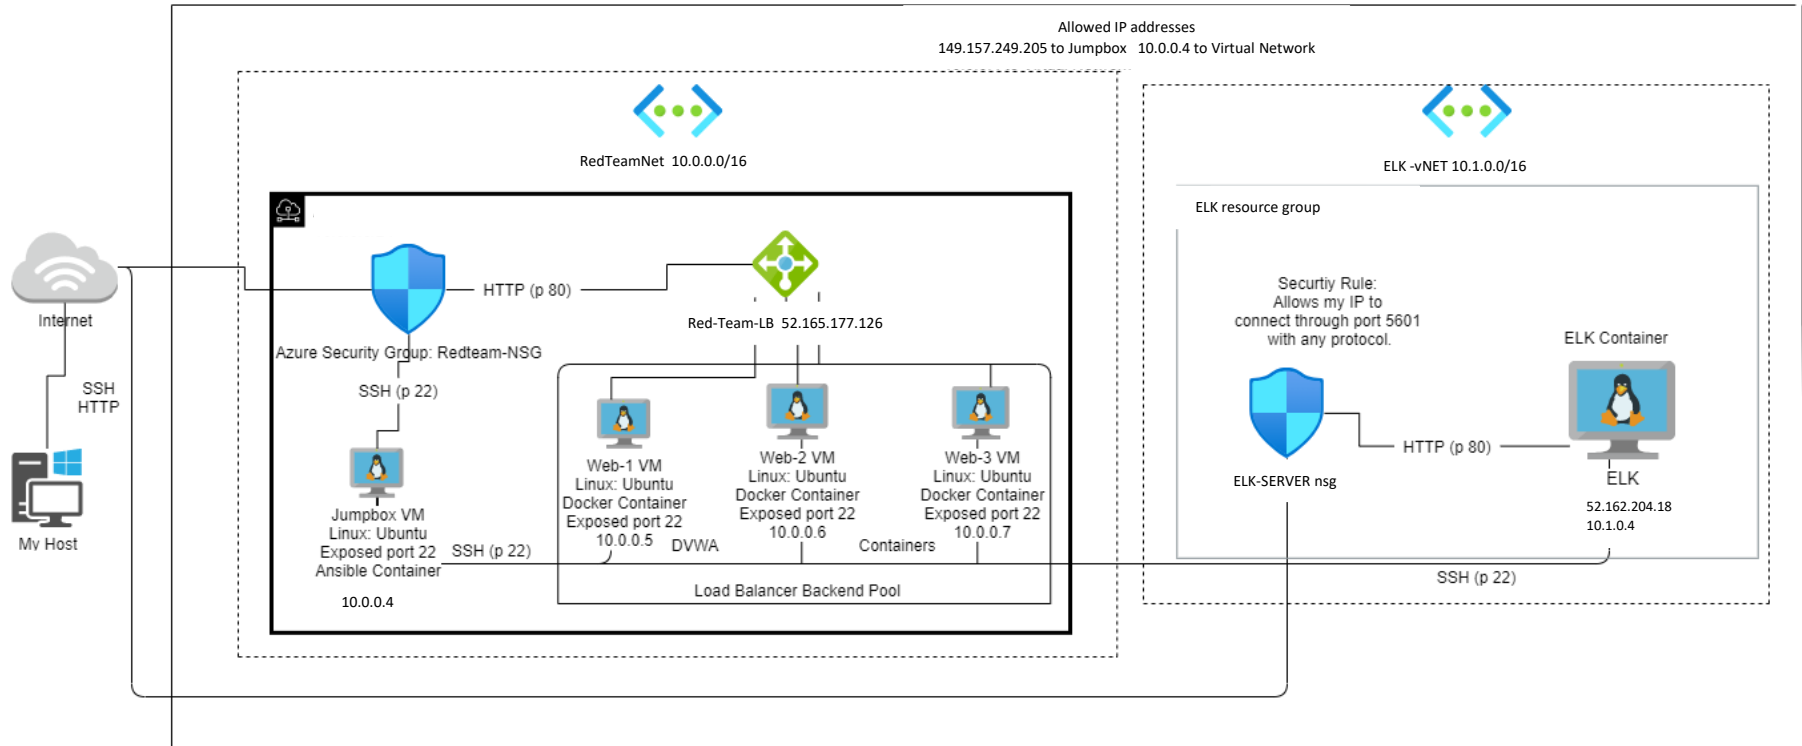 Allowed IP addresses
149.157.249.205 to Jumpbox 10.0.0.4 to Virtual Network
RedTeamNet 10.0.0.0/16
ELK -vNET 10.1.0.0/16
ELK resource group
Internet
SSH
HTTP
My Host
HTTP (p 80)
Red-Team-LB 52.165.177.126
Azure Security Group: Redteam-NSG
SSH (p 22)
Jumpbox VM
Linux: Ubuntu
Exposed port 22
Ansible Container
10.0.0.4
SSH (p 22)
Web-1 VM
Linux: Ubuntu
Docker Container
Exposed port 22
10.0.0.5
Web-2 VM
Linux: Ubuntu
Docker Container
Exposed port 22
10.0.0.6
Web-3 VM
Linux: Ubuntu
Docker Container
Exposed port 22
10.0.0.7
DVWA
Containers
Load Balancer Backend Pool
Securtiy Rule:
Allows my IP to
connect through port 5601
with any protocol.
ELK Container
HTTP (p 80)
ELK-SERVER nsg
ELK
52.162.204.18
10.1.0.4
SSH (p 22)